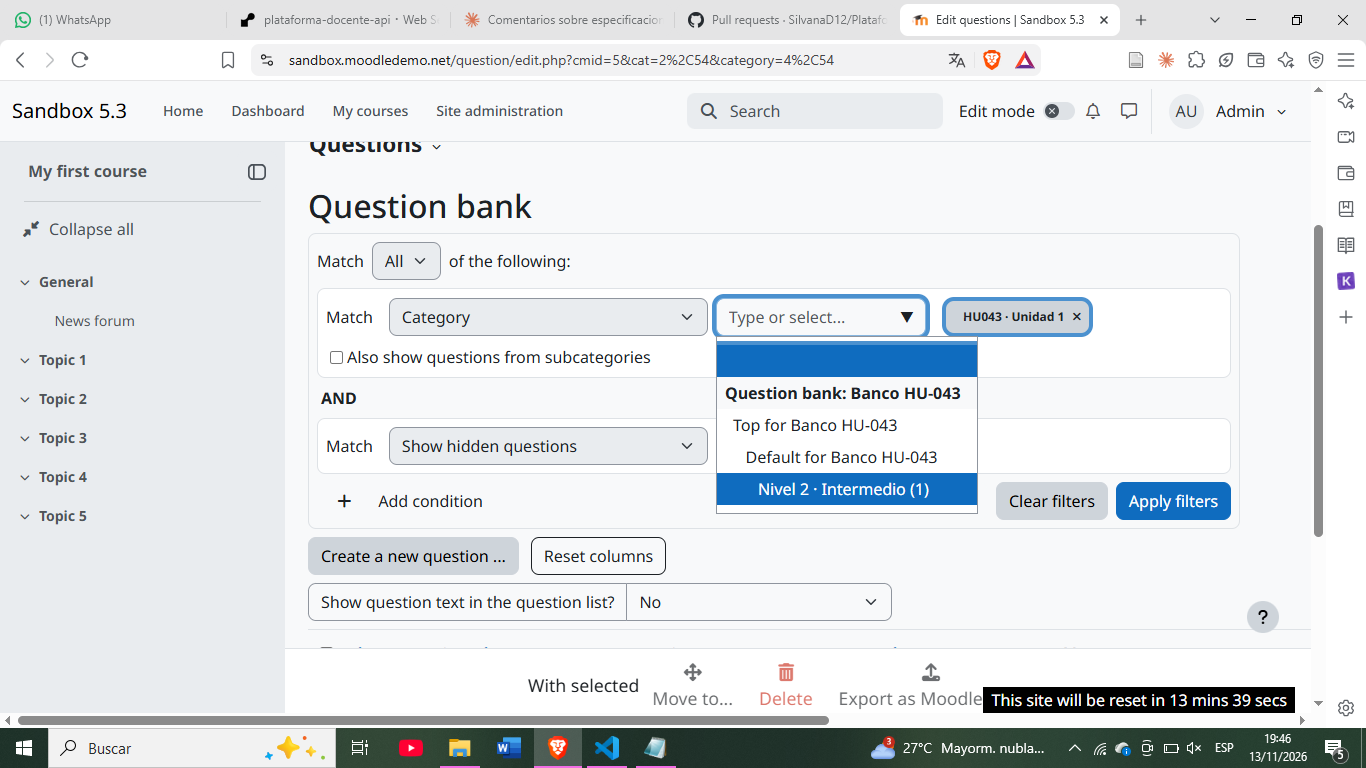 (1) WhatsApp
plataforma-docente-api · Web S
Comentarios sobre especificacion
Pull requests · SilvanaD12/Platafo
Edit questions | Sandbox 5.3
sandbox.moodledemo.net/question/edit.php?cmid=5&cat=2%2C54&category=4%2C54
Sandbox 5.3
Home
Dashboard
My courses
Site administration
Search
Edit mode
AU
Admin
My first course
Collapse all
General
News forum
Topic 1
Topic 2
Topic 3
Topic 4
Topic 5
Questions
Question bank
Match
All
of the following:
Match
Category
Type or select...
HU043 · Unidad 1 ×
Also show questions from subcategories
Question bank: Banco HU-043
Top for Banco HU-043
Default for Banco HU-043
Nivel 2 · Intermedio (1)
AND
Match
Show hidden questions
+ Add condition
Clear filters
Apply filters
Create a new question ...
Reset columns
Show question text in the question list?
No
?
With selected
Move to...
Delete
Export as Moodle
This site will be reset in 13 mins 39 secs
Buscar
3
27°C Mayorm. nubla...
ESP
19:46
13/11/2026
5
K